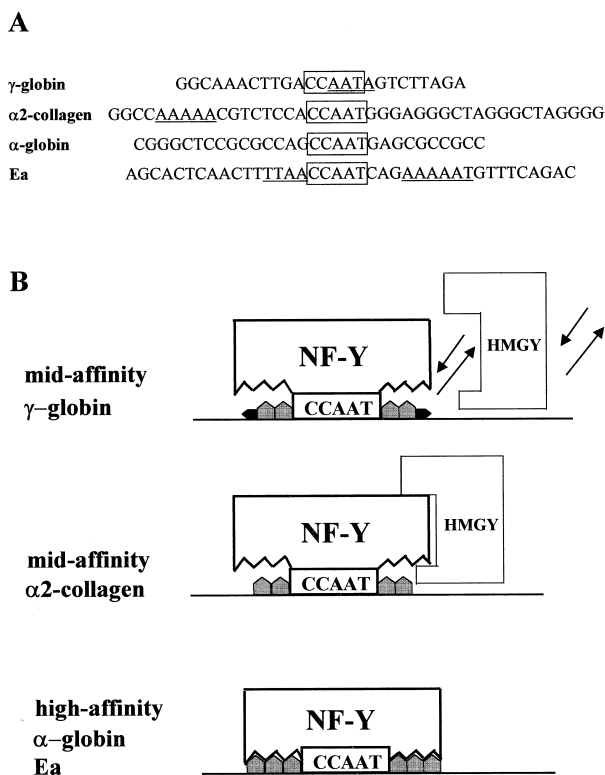 A
γ-globin GGCAAACTTGACCAATAGTCTTAGA
α2-collagen GGCCAAAAACGTCTCCACCAATGGGAGGGCTAGGGCTAGGGG
α-globin CGGGCTCCGCGCCAGCCAATGAGCGCCGCC
Ea AGCACTCAACTTTTAACCAATCAGAAAAATGTTTCAGAC
B
NF-Y
HMGY
mid-affinity
γ-globin
CCAAT
NF-Y
HMGY
mid-affinity
α2-collagen
CCAAT
high-affinity
NF-Y
α-globin
Ea
CCAAT